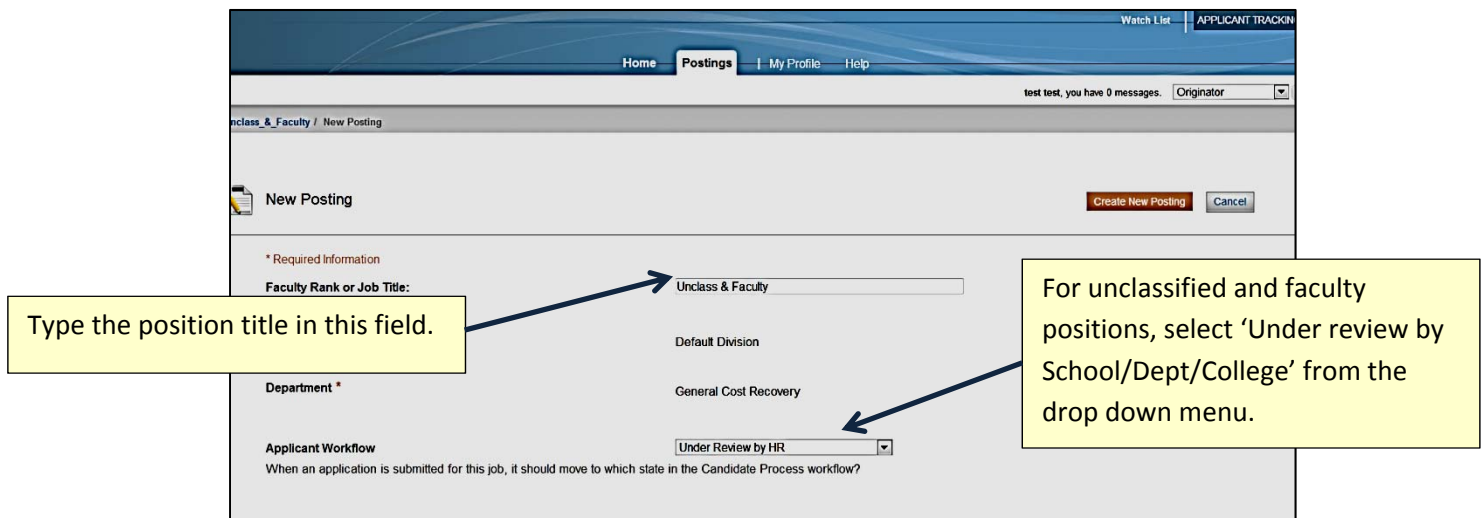 Watch List APPLICANT TRACKIN
Home Postings | My Profile Help
test test, you have 0 messages. Originator
nclass_&_Faculty / New Posting
New Posting
Create New Posting Cancel
* Required Information
Faculty Rank or Job Title:
Unclass & Faculty
Type the position title in this field.
For unclassified and faculty
positions, select ‘Under review by
School/Dept/College’ from the
drop down menu.
Default Division
Department *
General Cost Recovery
Applicant Workflow
Under Review by HR
When an application is submitted for this job, it should move to which state in the Candidate Process workflow?